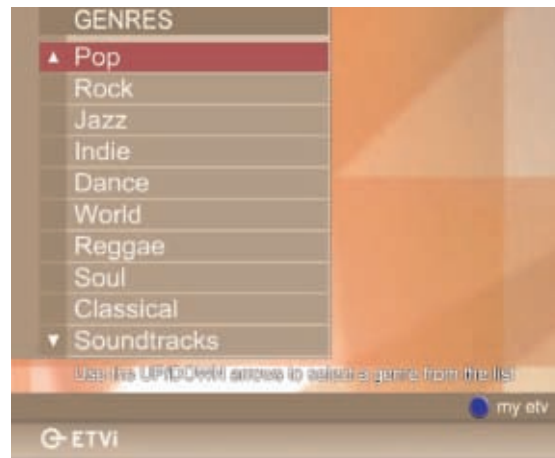 GENRES
Pop
Rock
Jazz
Indie
Dance
World
Reggae
Soul
Classical
Soundtracks
Use the UP/DOWN arrows to select a genre from the list
my etv
ETVi